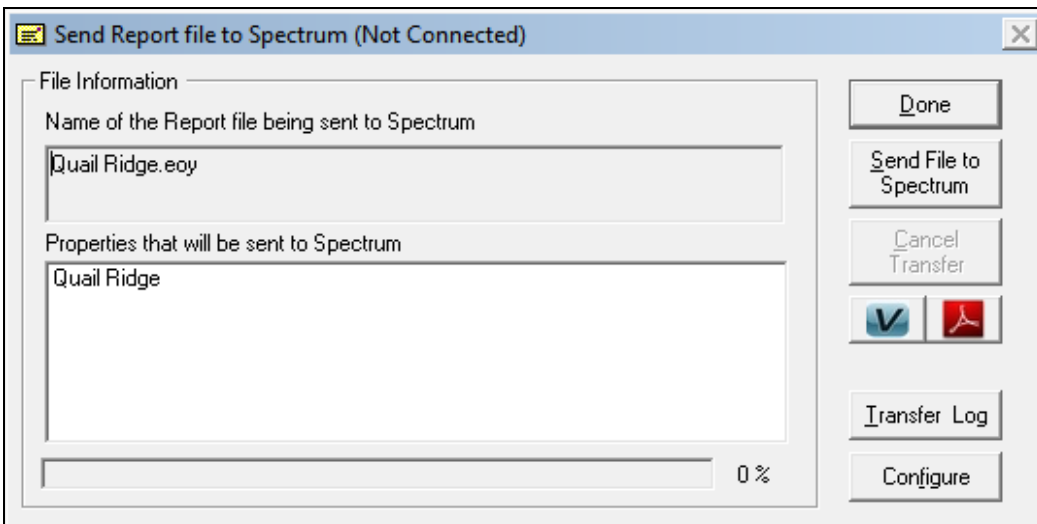 Send Report file to Spectrum (Not Connected)
File Information
Name of the Report file being sent to Spectrum
Quail Ridge.eoy
Properties that will be sent to Spectrum
Quail Ridge
0 %
Done
Send File to
Spectrum
Cancel
Transfer
V
Transfer Log
Configure